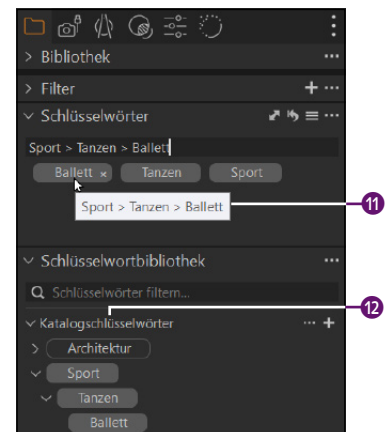 > Bibliothek ...
> Filter + ...
Schlüsselwörter ...
Sport > Tanzen > Ballett
Ballett × Tanzen Sport
Sport > Tanzen > Ballett 11
Schlüsselwortbibliothek ...
Schlüsselwörter filtern...
12
Katalogschlüsselwörter ... +
> Architektur
Sport
Tanzen
Ballett